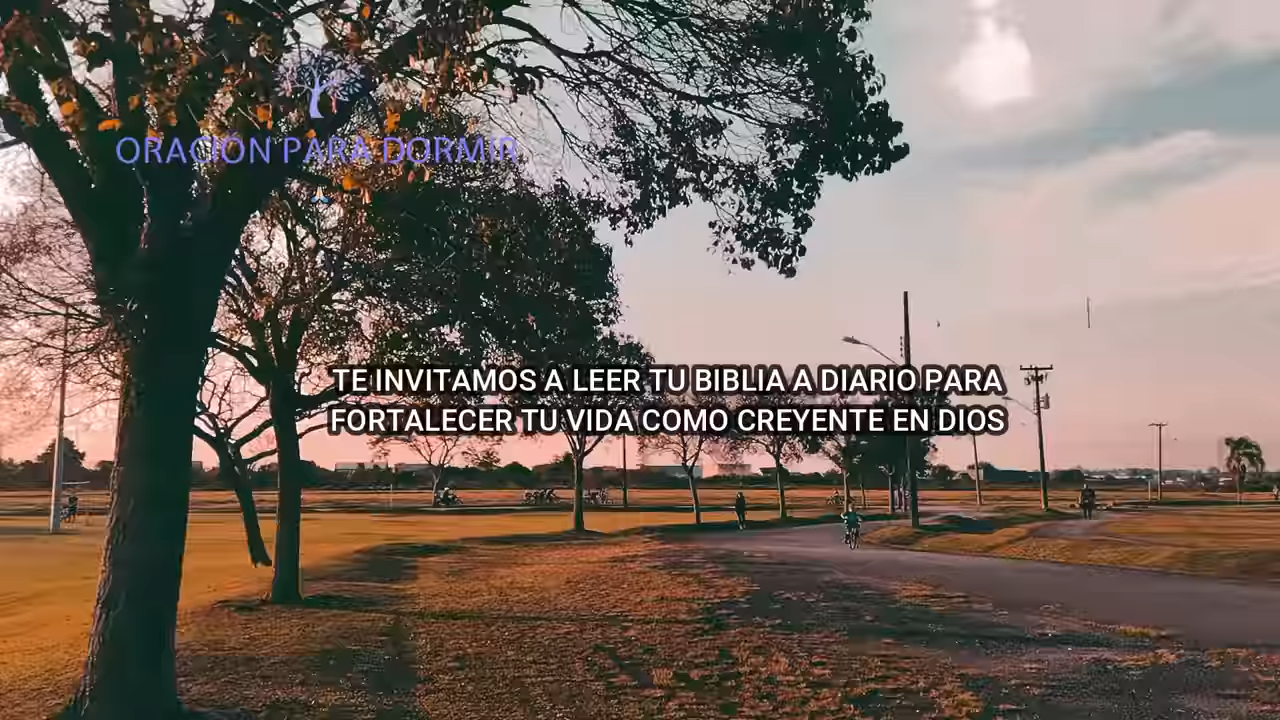 ORACIÓN PARA DORMIR
TE INVITAMOS A LEER TU BIBLIA A DIARIO PARA
FORTALECER TU VIDA COMO CREYENTE EN DIOS